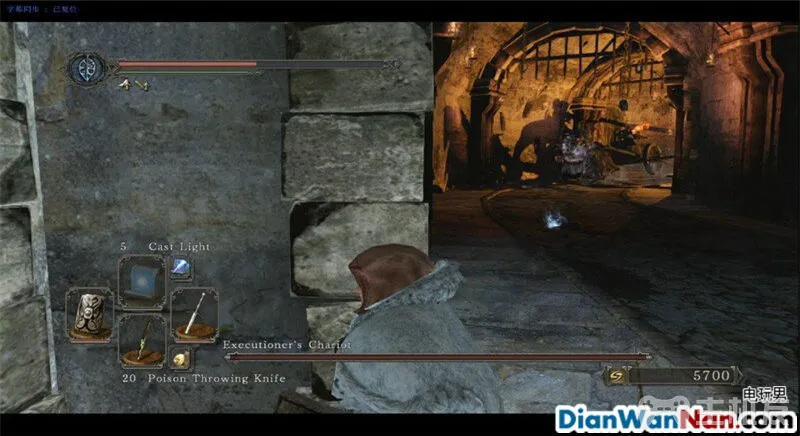 字幕同步 : 已复位
5 Cast Light
Executioner's Chariot
20 Poison Throwing Knife
5700
电玩男
DianWanNan.com